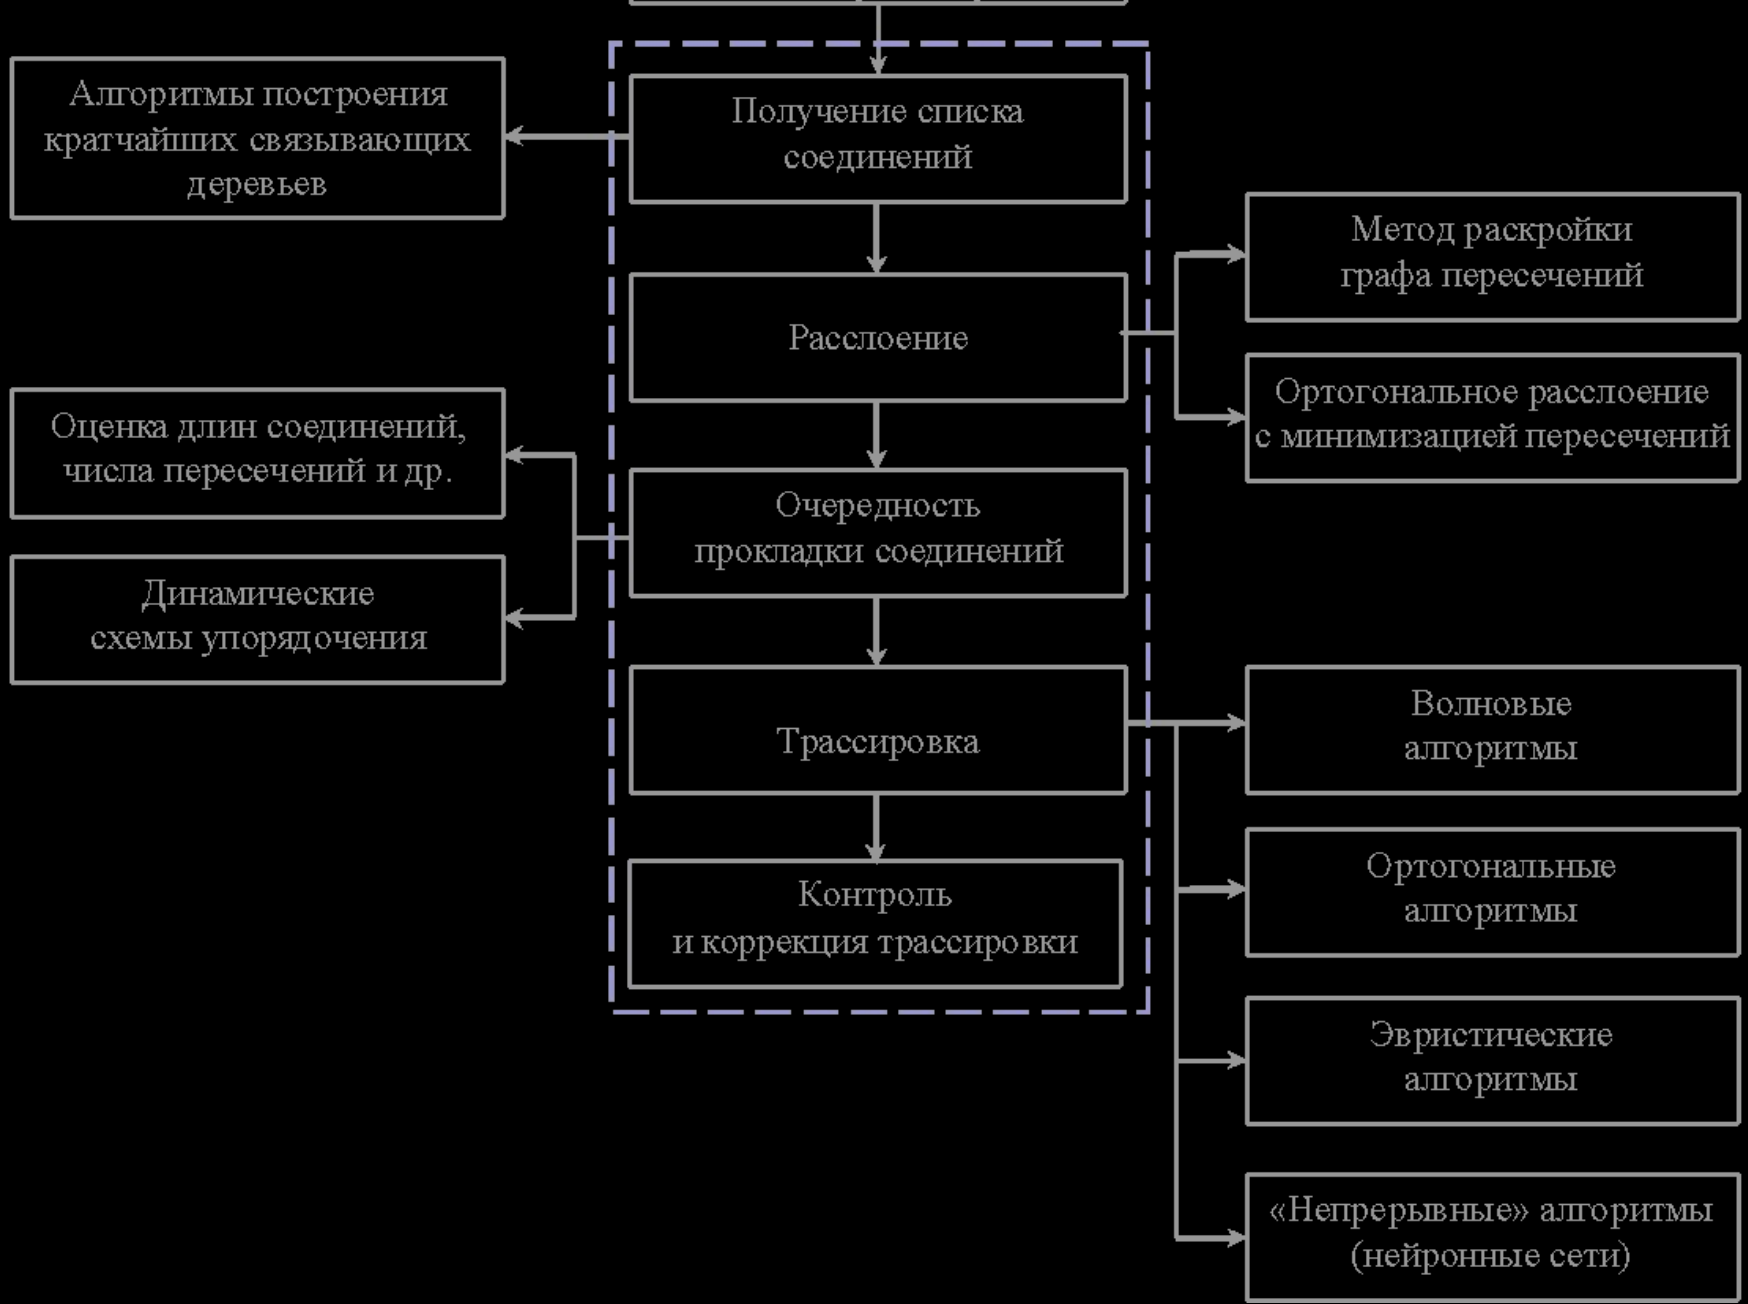 Алгоритмы построения
кратчайших связывающих
деревьев
Получение списка
соединений
Метод раскройки
графа пересечений
Расслоение
Ортогональное расслоение
с минимизацией пересечений
Оценка длин соединений,
числа пересечений и др.
Очередность
прокладки соединений
Динамические
схемы упорядочения
Трассировка
Волновые
алгоритмы
Ортогональные
алгоритмы
Контроль
и коррекция трассировки
Эвристические
алгоритмы
«Непрерывные» алгоритмы
(нейронные сети)